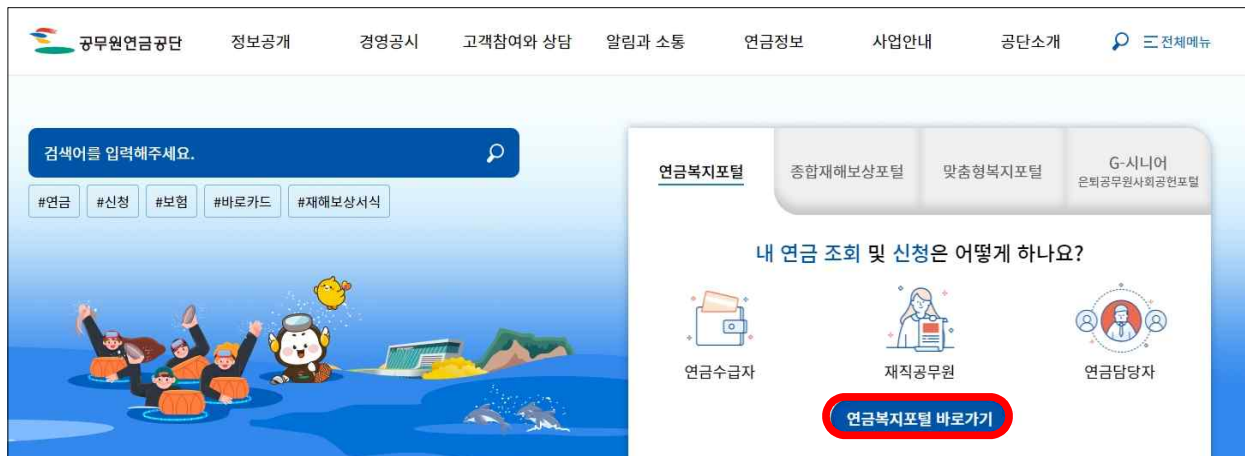 공무원연금공단 정보공개 경영공시 고객참여와 상담 알림과 소통 연금정보 사업안내 공단소개 전체메뉴
검색어를 입력해주세요.
#연금 #신청 #보험 #바로카드 #재해보상서식
연금복지포털 종합재해보상포털 맞춤형복지포털 G-시니어
은퇴공무원사회공헌포털
내 연금 조회 및 신청은 어떻게 하나요?
연금수급자 재직공무원 연금담당자
연금복지포털 바로가기